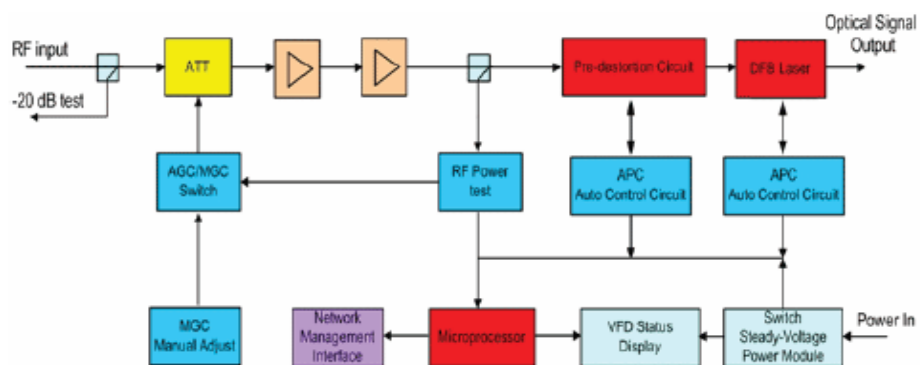 RF input
Optical Signal
Output
ATT
Pre-destortion Circuit
DFB Laser
-20 dB test
AGC/MGC
Switch
RF Power
test
APC
Auto Control Circuit
APC
Auto Control Circuit
MGC
Manual Adjust
Network
Management
Interface
Microprocessor
VFD Status
Display
Switch
Steady-Voltage
Power Module
Power In